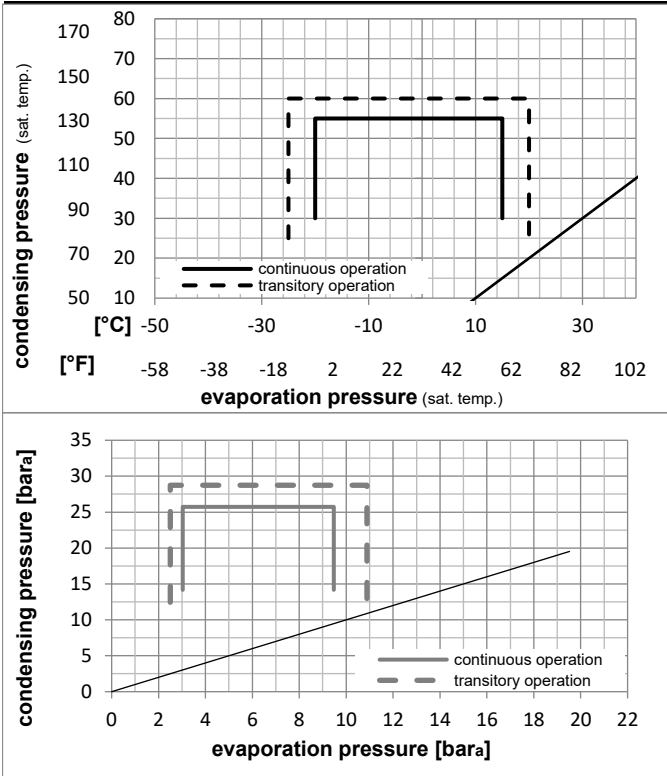 170 80
150 70
130 60
50
110 40
90 30
70 20
50 10
condensing pressure (sat. temp.)
continuous operation
transitory operation
[°C] -50 -30 -10 10 30
[°F] -58 -38 -18 2 22 42 62 82 102
evaporation pressure (sat. temp.)
35
30
25
20
15
10
5
0
condensing pressure [bara]
continuous operation
transitory operation
0 2 4 6 8 10 12 14 16 18 20 22
evaporation pressure [bara]